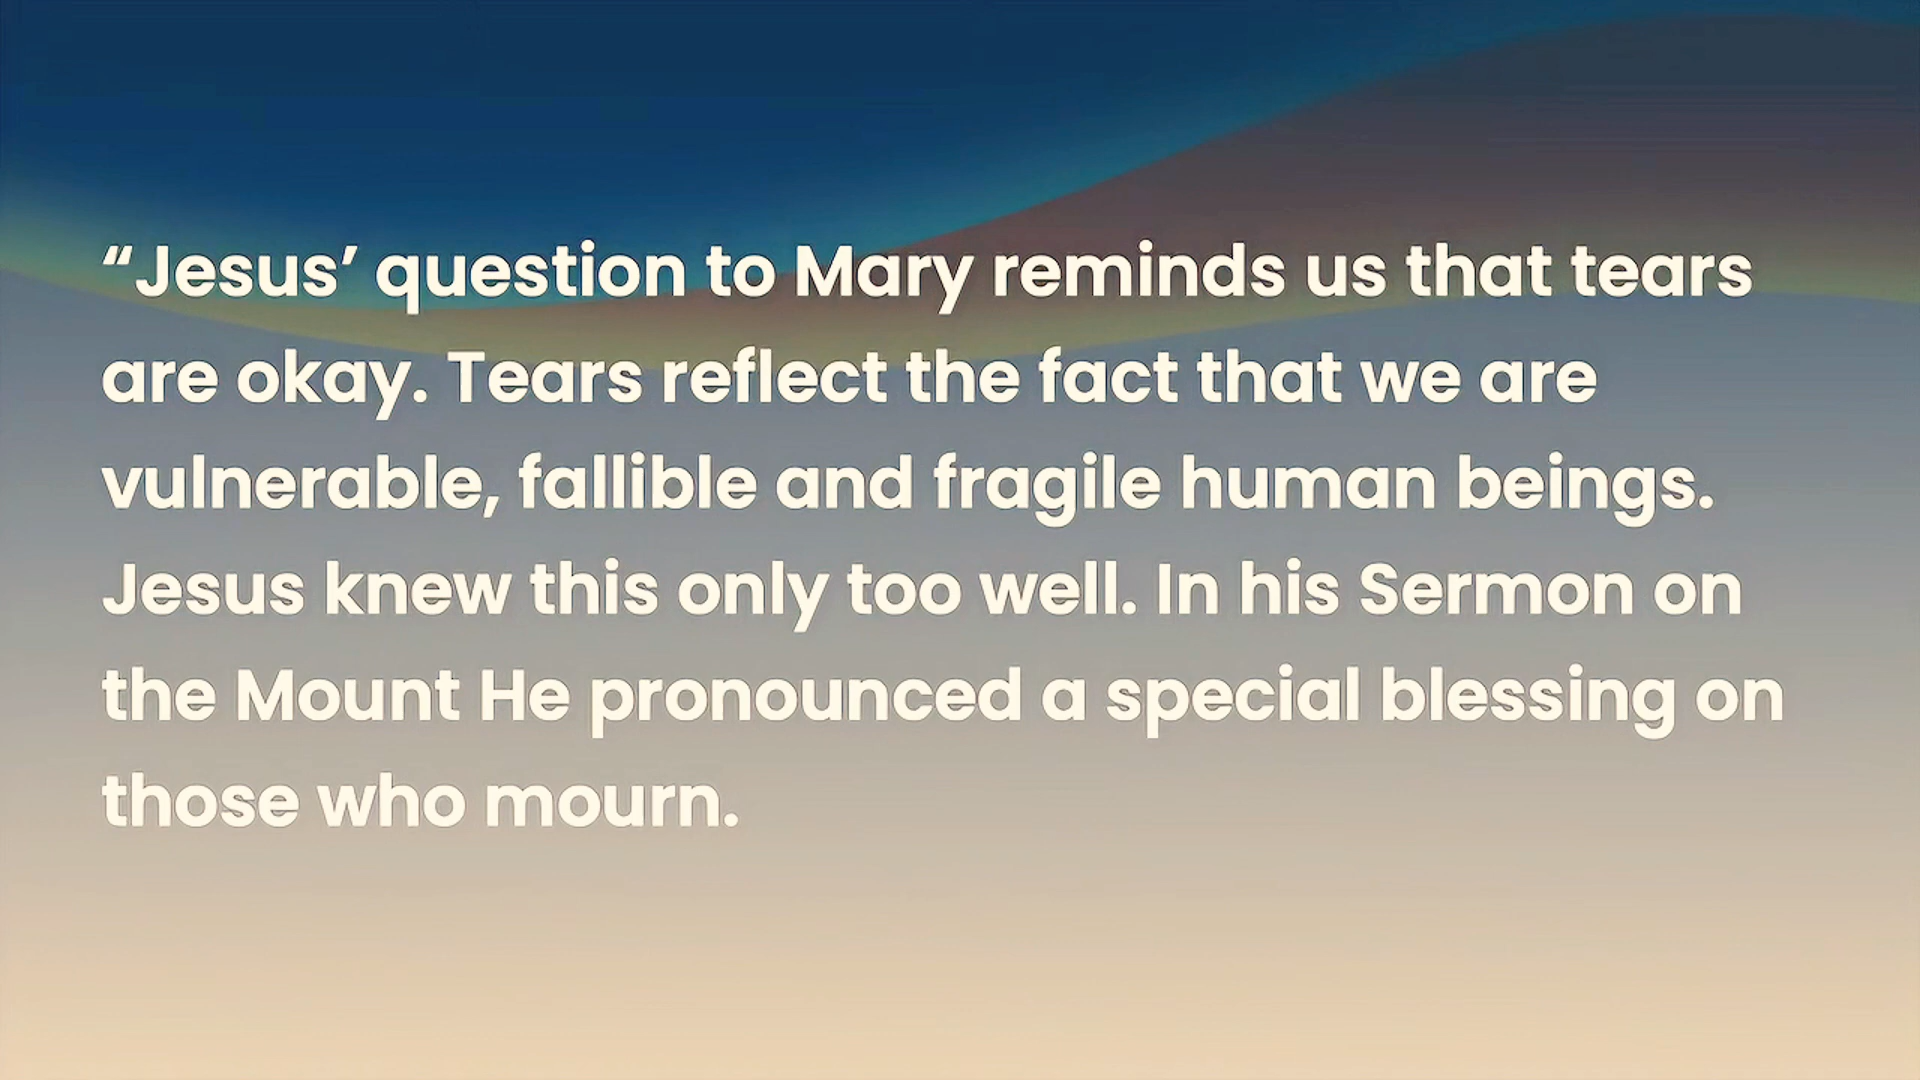 “Jesus’ question to Mary reminds us that tears
are okay. Tears reflect the fact that we are
vulnerable, fallible and fragile human beings.
Jesus knew this only too well. In his Sermon on
the Mount He pronounced a special blessing on
those who mourn.